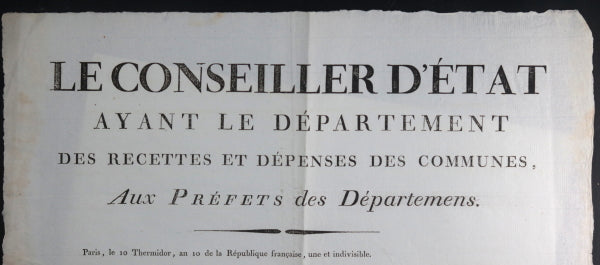 LE CONSEILLER D'ÉTAT
AYANT LE DÉPARTEMENT
DES RECETTES ET DÉPENSES DES COMMUNES,
Aux PRÉFETS des Départemens.
Paris, le 10 Thermidor, an 10 de la République française, une et indivisible.